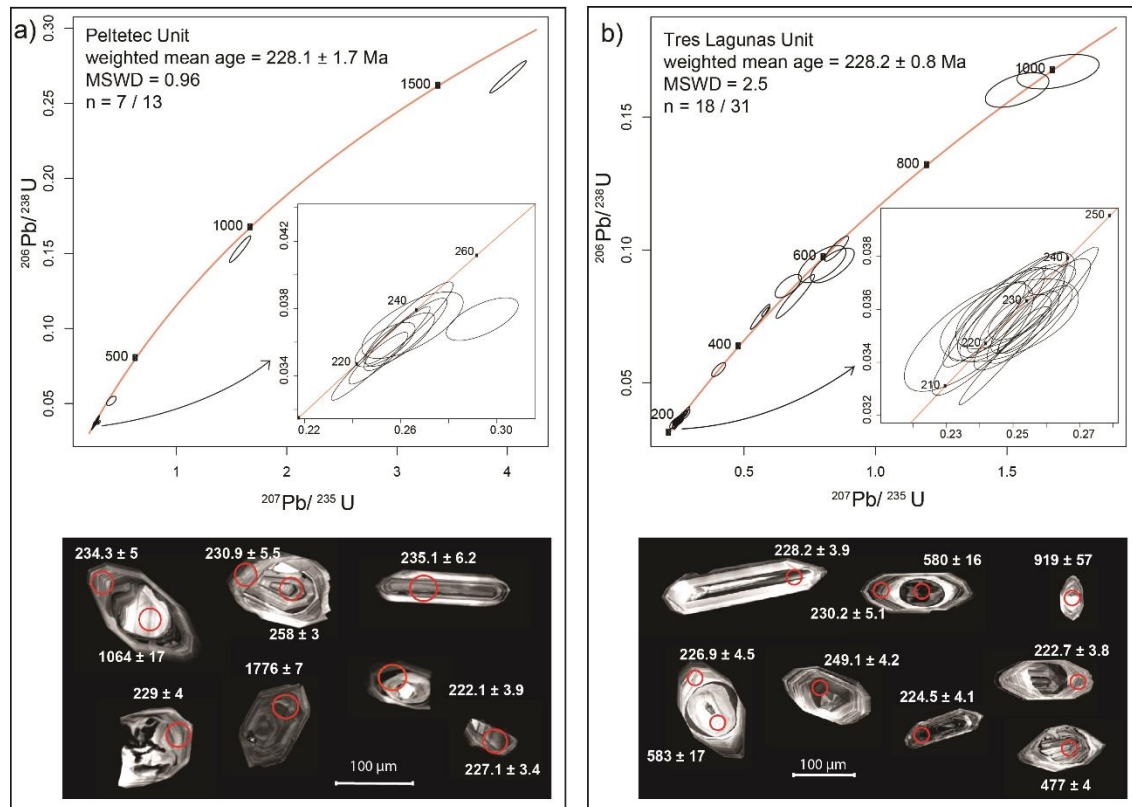 a)
Peltetec Unit
weighted mean age = 228.1 ± 1.7 Ma
MSWD = 0.96
n = 7 / 13
0.30
0.25
0.20
0.15
0.10
0.05
206Pb/238U
1500
1000
500
0.042
0.038
0.034
260
240
220
0.22
0.26
0.30
1
2
3
4
207Pb/ 235 U
234.3 ± 5
230.9 ± 5.5
235.1 ± 6.2
258 ± 3
1064 ± 17
1776 ± 7
229 ± 4
222.1 ± 3.9
227.1 ± 3.4
100 µm
b)
Tres Lagunas Unit
weighted mean age = 228.2 ± 0.8 Ma
MSWD = 2.5
n = 18 / 31
0.15
0.10
0.05
206Pb/238U
1000
800
600
400
200
0.038
0.036
0.034
0.032
250
240
230
220
210
0.23
0.25
0.27
0.5
1.0
1.5
207Pb/ 235 U
228.2 ± 3.9
580 ± 16
919 ± 57
230.2 ± 5.1
226.9 ± 4.5
249.1 ± 4.2
222.7 ± 3.8
224.5 ± 4.1
583 ± 17
100 µm
477 ± 4